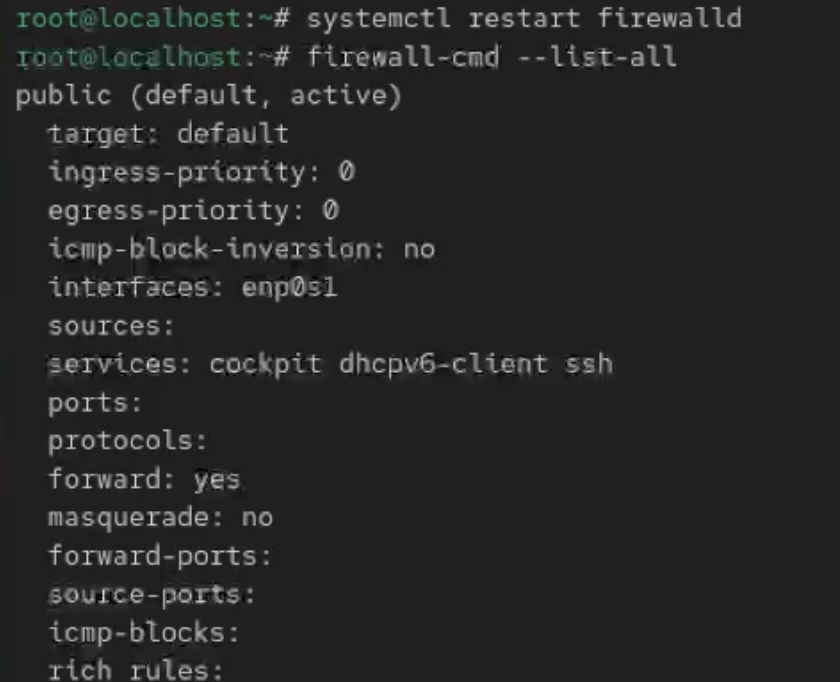 root@localhost:~# systemctl restart firewalld
root@localhost:~# firewall-cmd --list-all
public (default, active)
  target: default
  ingress-priority: 0
  egress-priority: 0
  icmp-block-inversion: no
  interfaces: enp0s1
  sources:
  services: cockpit dhcpv6-client ssh
  ports:
  protocols:
  forward: yes
  masquerade: no
  forward-ports:
  source-ports:
  icmp-blocks:
  rich rules: